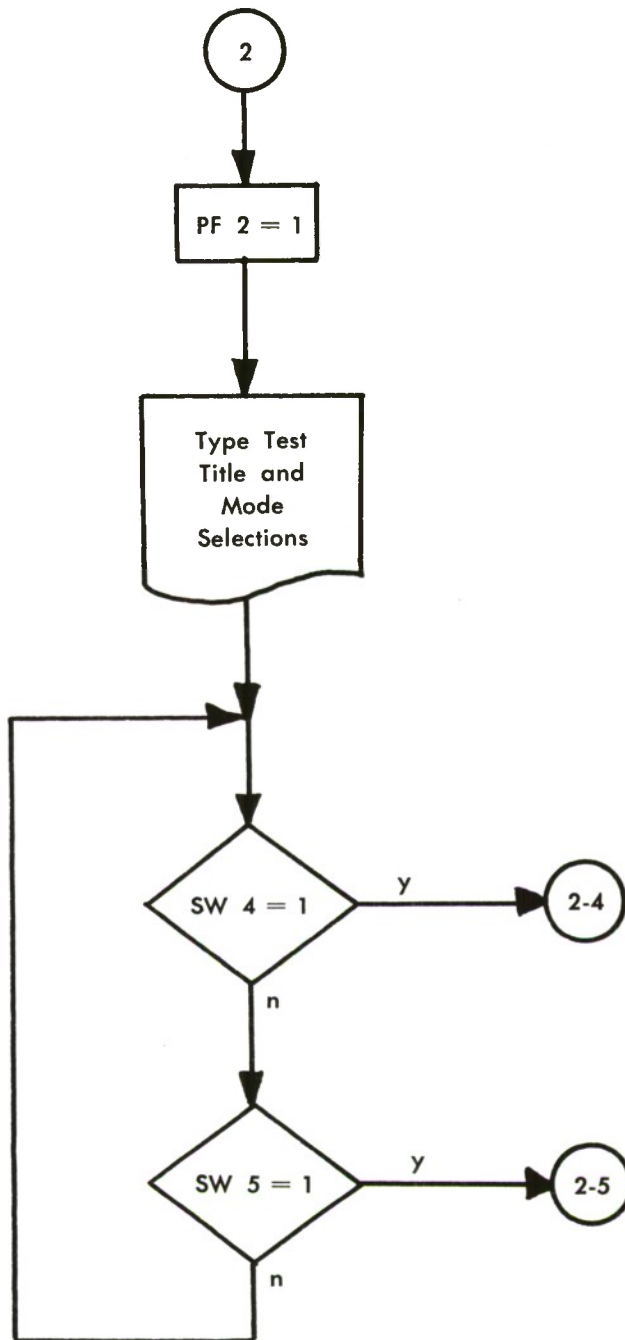 2
PF 2 = 1
Type Test
Title and
Mode
Selections
SW 4 = 1
y
2-4
n
SW 5 = 1
y
2-5
n